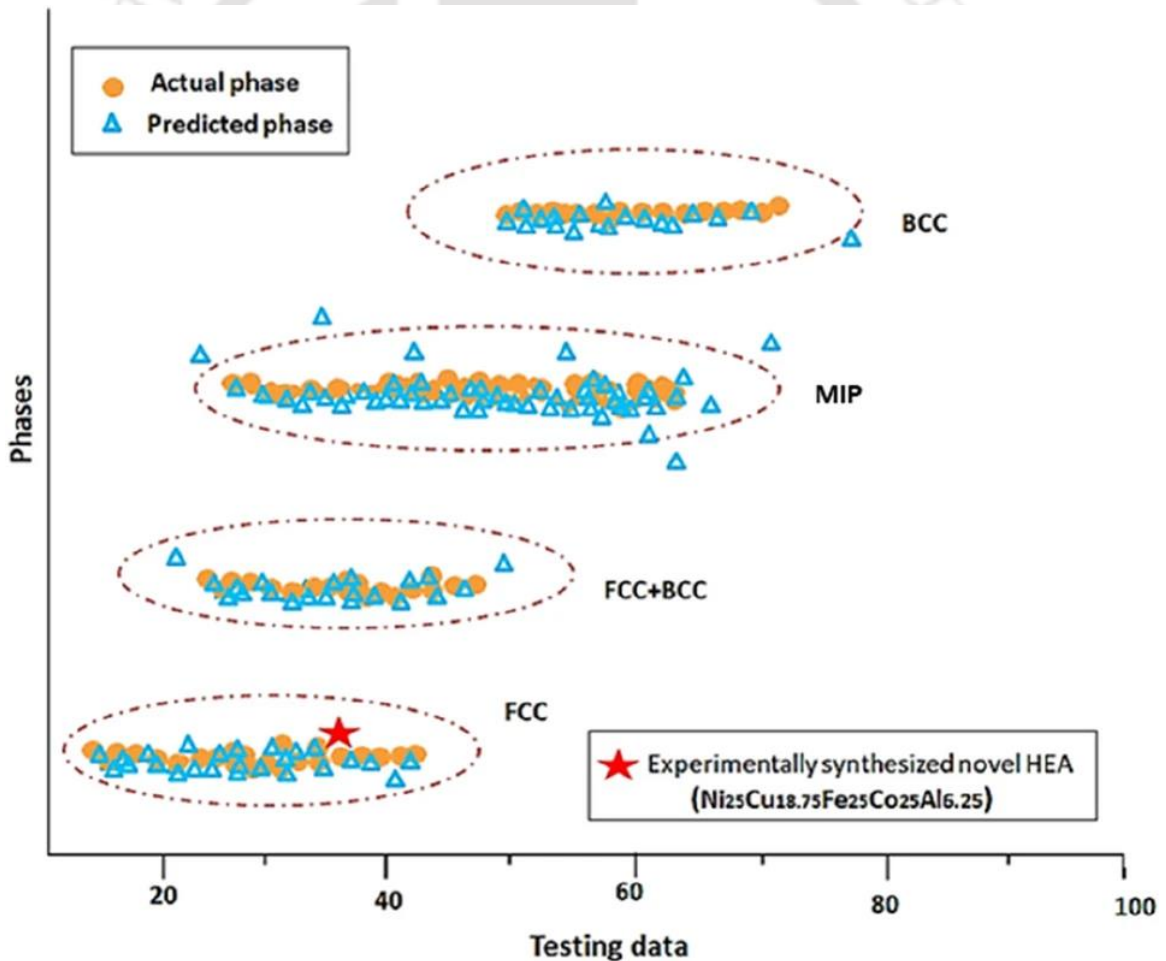 Actual phase
Predicted phase
BCC
MIP
FCC+BCC
FCC
Experimentally synthesized novel HEA
(Ni25Cu18.75Fe25Co25Al6.25)
Phases
20
40
60
80
100
Testing data